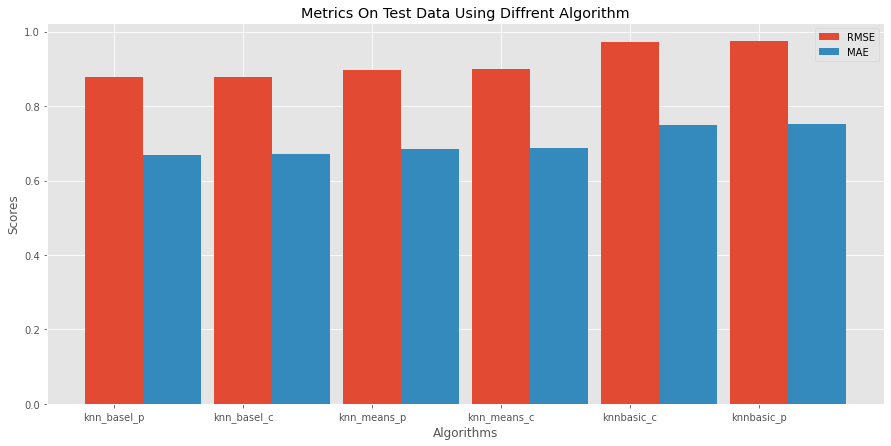 Metrics On Test Data Using Diffrent Algorithm
RMSE
MAE
1.0
0.8
0.6
0.4
0.2
0.0
Scores
knn_basel_p
knn_basel_c
knn_means_p
knn_means_c
knnbasic_c
knnbasic_p
Algorithms